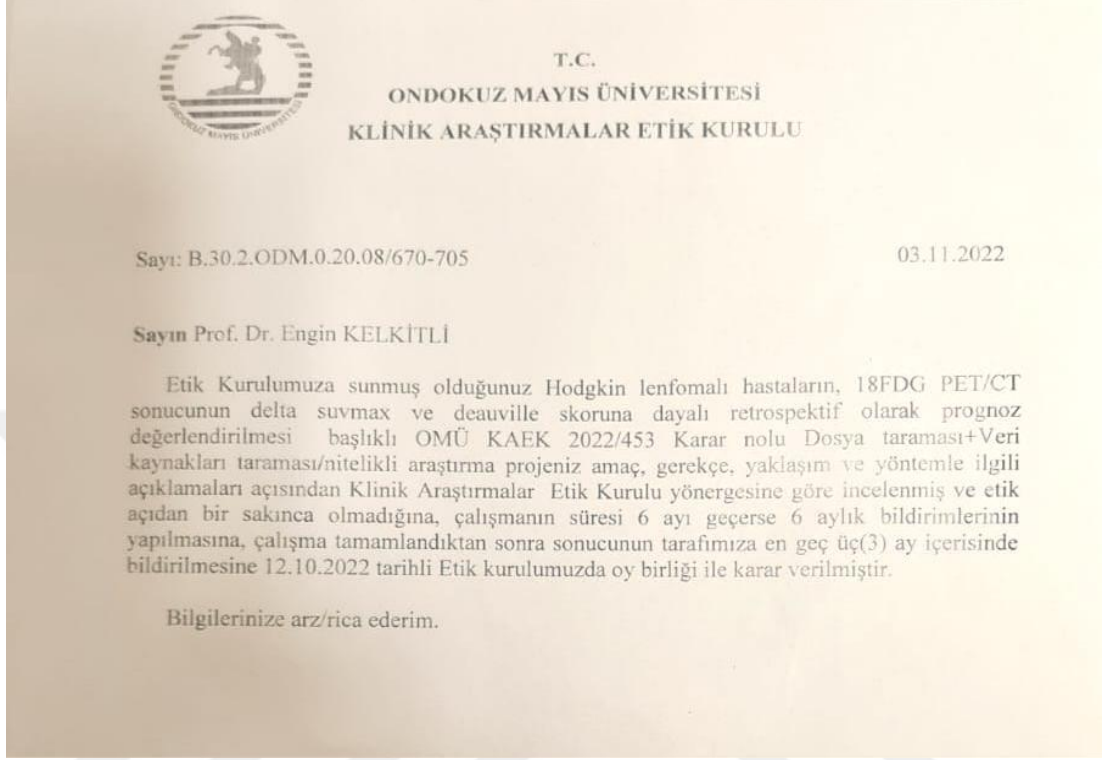 T.C.
ONDOKUZ MAYIS ÜNİVERSİTESİ
KLİNİK ARAŞTIRMALAR ETİK KURULU
ONDOKUZ MAYIS ÜNİVERSİTESİ
Sayı: B.30.2.ODM.0.20.08/670-705 03.11.2022
Sayın Prof. Dr. Engin KELKİTLİ
Etik Kurulumuza sunmuş olduğunuz Hodgkin lenfomalı hastaların, 18FDG PET/CT
sonucunun delta suvmax ve deauville skoruna dayalı retrospektif olarak prognoz
değerlendirilmesi başlıklı OMÜ KAEK 2022/453 Karar nolu Dosya taraması+Veri
kaynakları taraması/nitelikli araştırma projeniz amaç, gerekçe, yaklaşım ve yöntemle ilgili
açıklamaları açısından Klinik Araştırmalar Etik Kurulu yönergesine göre incelenmiş ve etik
açıdan bir sakınca olmadığına, çalışmanın süresi 6 ayı geçerse 6 aylık bildirimlerinin
yapılmasına, çalışma tamamlandıktan sonra sonucunun tarafımıza en geç üç(3) ay içerisinde
bildirilmesine 12.10.2022 tarihli Etik kurulumuzda oy birliği ile karar verilmiştir.
Bilgilerinize arz/rica ederim.